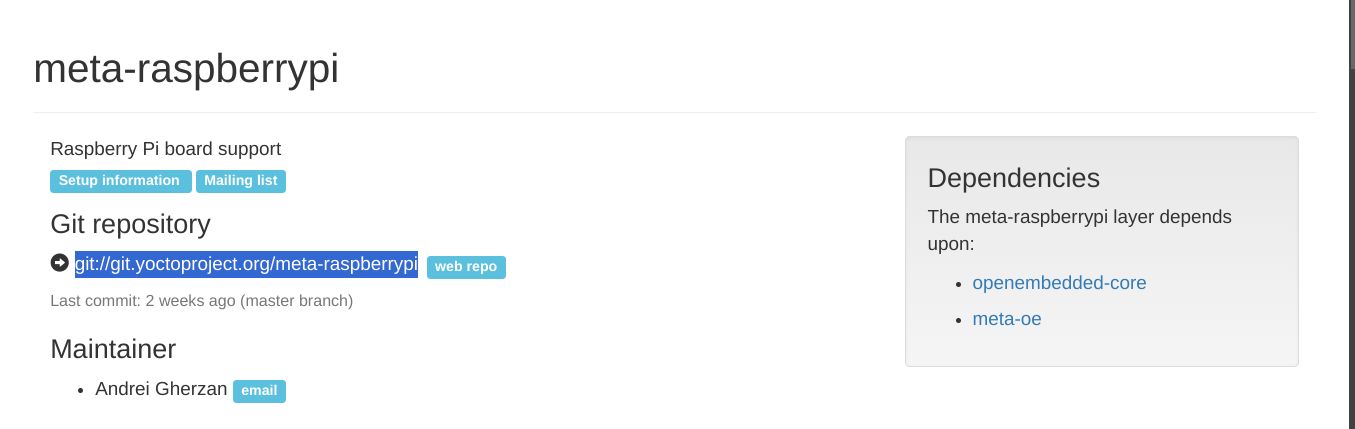 meta-raspberrypi
Raspberry Pi board support
Setup information Mailing list
Git repository
git://git.yoctoproject.org/meta-raspberrypi web repo
Last commit: 2 weeks ago (master branch)
Maintainer
Andrei Gherzan email
Dependencies
The meta-raspberrypi layer depends
upon:
openembedded-core
meta-oe